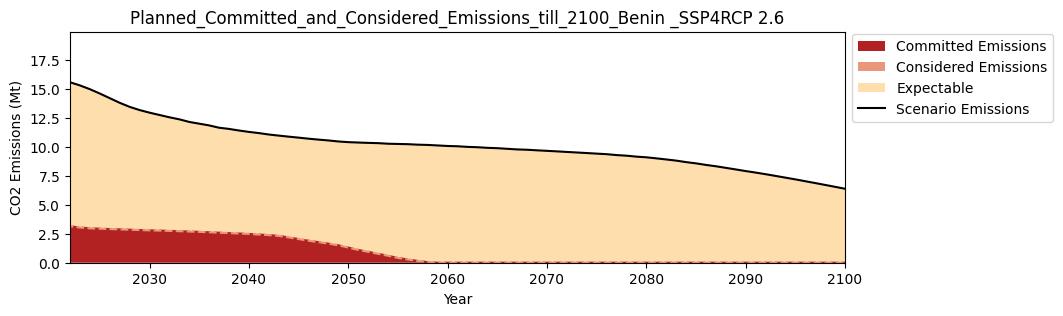 Planned_Committed_and_Considered_Emissions_till_2100_Benin _SSP4RCP 2.6
CO2 Emissions (Mt)
17.5
15.0
12.5
10.0
7.5
5.0
2.5
0.0
2030 2040 2050 2060 2070 2080 2090 2100
Year
Committed Emissions
Considered Emissions
Expectable
Scenario Emissions